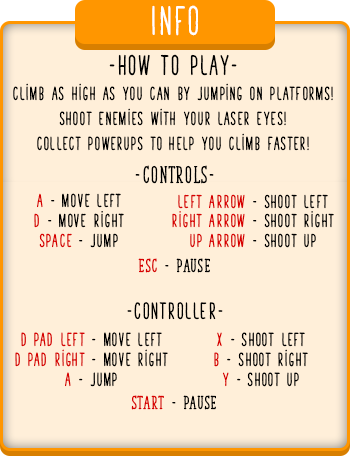 INFO
-HOW TO PLAY-
CLIMB AS HIGH AS YOU CAN BY JUMPING ON PLATFORMS!
SHOOT ENEMIES WITH YOUR LASER EYES!
COLLECT POWERUPS TO HELP YOU CLIMB FASTER!
-CONTROLS-
A - MOVE LEFT LEFT ARROW - SHOOT LEFT
D - MOVE RIGHT RIGHT ARROW - SHOOT RIGHT
SPACE - JUMP UP ARROW - SHOOT UP
ESC - PAUSE
-CONTROLLER-
D PAD LEFT - MOVE LEFT X - SHOOT LEFT
D PAD RIGHT - MOVE RIGHT B - SHOOT RIGHT
A - JUMP Y - SHOOT UP
START - PAUSE